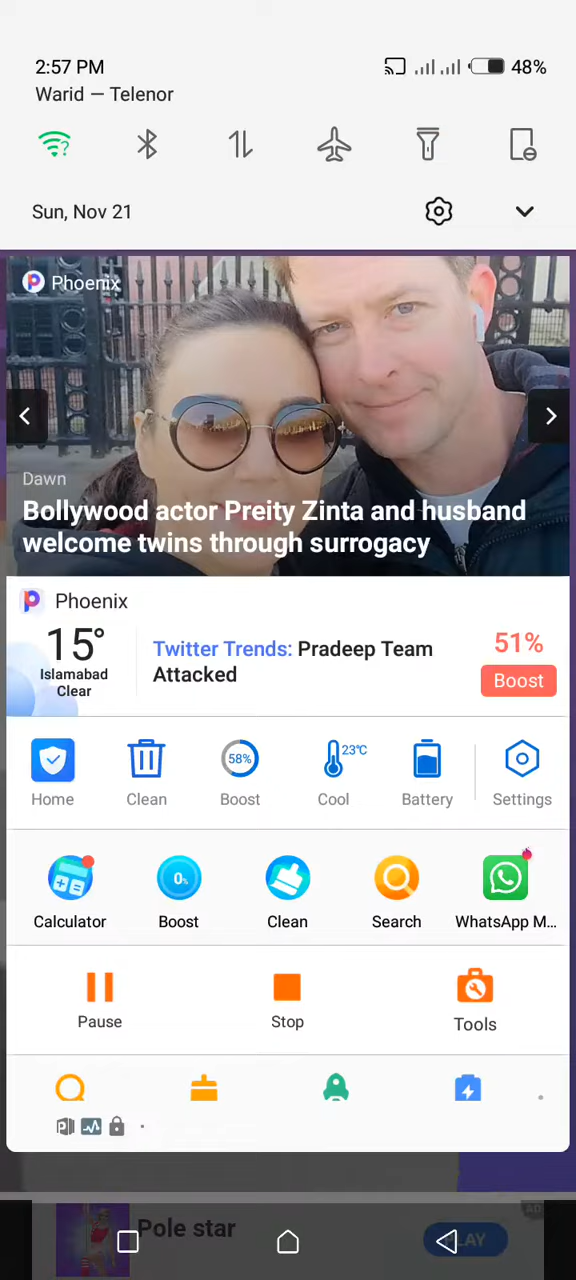 2:57 PM
48%
Warid — Telenor
Sun, Nov 21
Phoenix
Dawn
Bollywood actor Preity Zinta and husband
welcome twins through surrogacy
Phoenix
15°
Islamabad
Clear
Twitter Trends: Pradeep Team
Attacked
51%
Boost
58%
23℃
Home
Clean
Boost
Cool
Battery
Settings
0%
Calculator
Boost
Clean
Search
WhatsApp M...
Pause
Stop
Tools
Pole star
AD
PLAY